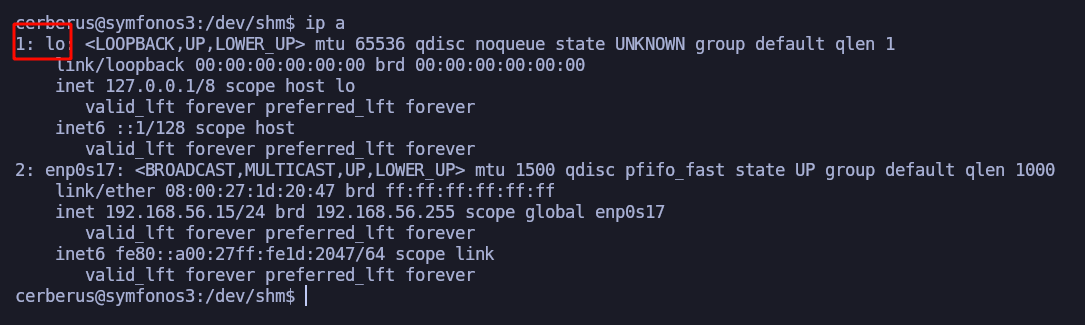 cerberus@symfonos3:/dev/shm$ ip a
1: lo: <LOOPBACK,UP,LOWER_UP> mtu 65536 qdisc noqueue state UNKNOWN group default qlen 1
    link/loopback 00:00:00:00:00:00 brd 00:00:00:00:00:00
    inet 127.0.0.1/8 scope host lo
       valid_lft forever preferred_lft forever
    inet6 ::1/128 scope host
       valid_lft forever preferred_lft forever
2: enp0s17: <BROADCAST,MULTICAST,UP,LOWER_UP> mtu 1500 qdisc pfifo_fast state UP group default qlen 1000
    link/ether 08:00:27:1d:20:47 brd ff:ff:ff:ff:ff:ff
    inet 192.168.56.15/24 brd 192.168.56.255 scope global enp0s17
       valid_lft forever preferred_lft forever
    inet6 fe80::a00:27ff:fe1d:2047/64 scope link
       valid_lft forever preferred_lft forever
cerberus@symfonos3:/dev/shm$